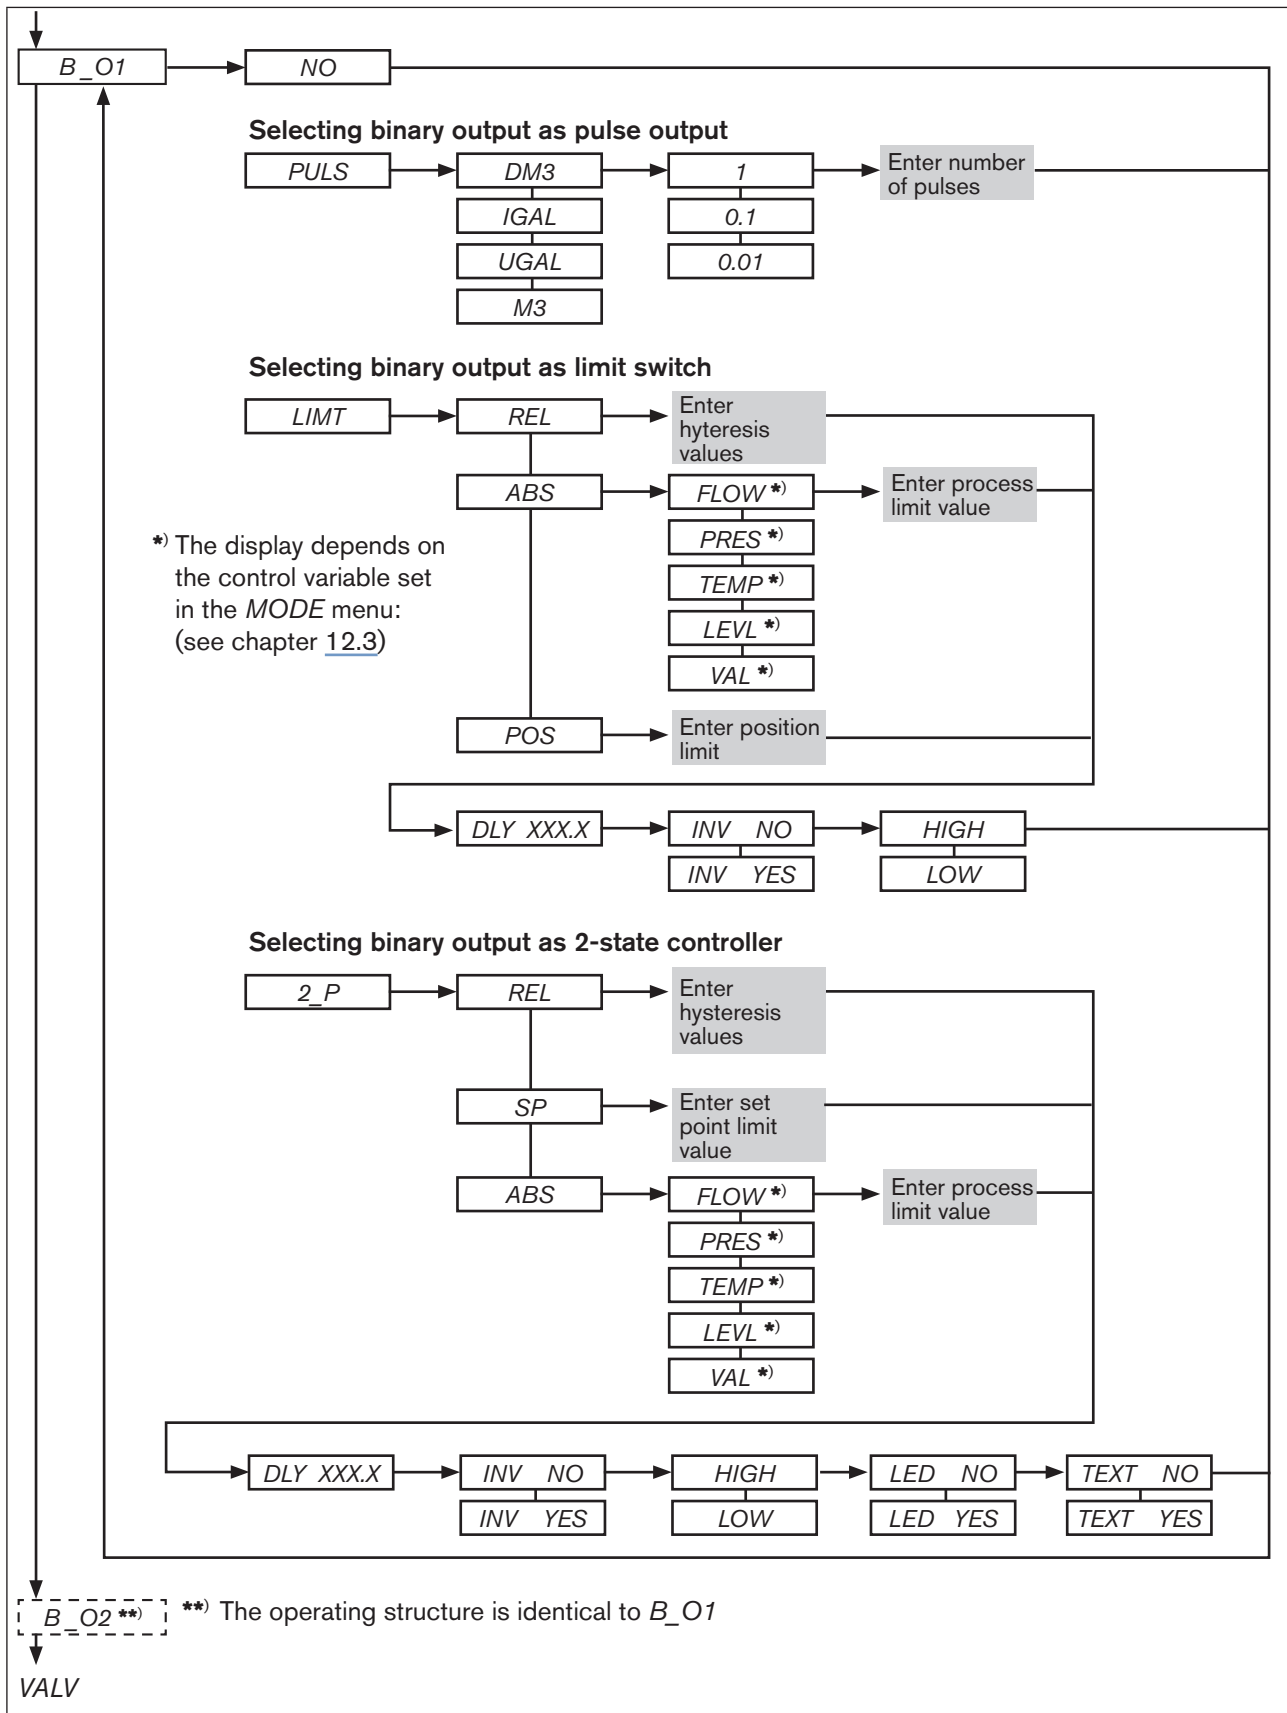 B_O1
NO
Selecting binary output as pulse output
PULS
DM3
1
Enter number
of pulses
IGAL
0.1
UGAL
0.01
M3
Selecting binary output as limit switch
LIMT
REL
Enter
hyteresis
values
ABS
FLOW *)
Enter process
limit value
PRES *)
TEMP *)
LEVL *)
VAL *)
*) The display depends on
the control variable set
in the MODE menu:
(see chapter 12.3)
POS
Enter position
limit
DLY XXX.X
INV NO
HIGH
INV YES
LOW
Selecting binary output as 2-state controller
2_P
REL
Enter
hysteresis
values
SP
Enter set
point limit
value
ABS
FLOW *)
Enter process
limit value
PRES *)
TEMP *)
LEVL *)
VAL *)
DLY XXX.X
INV NO
HIGH
LED NO
TEXT NO
INV YES
LOW
LED YES
TEXT YES
B_O2 **)
**) The operating structure is identical to B_O1
VALV